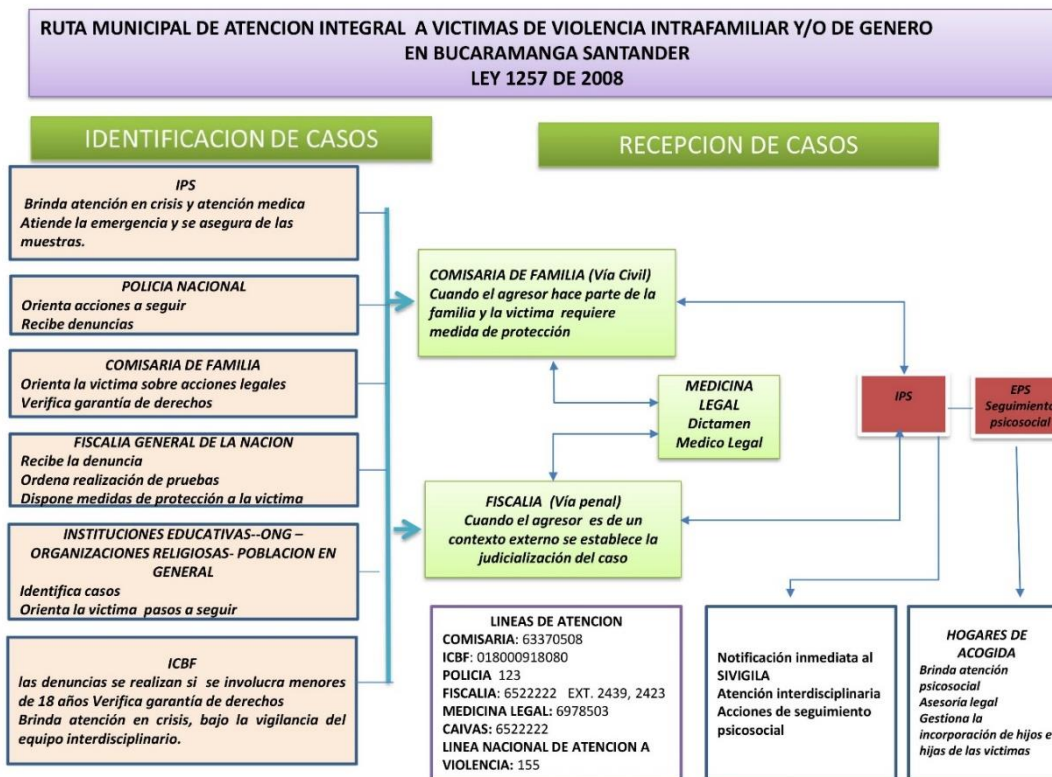 RUTA MUNICIPAL DE ATENCION INTEGRAL A VICTIMAS DE VIOLENCIA INTRAFAMILIAR Y/O DE GENERO
EN BUCARAMANGA SANTANDER
LEY 1257 DE 2008
IDENTIFICACION DE CASOS
IPS
Brinda atención en crisis y atención medica
Atiende la emergencia y se asegura de las
muestras.
POLICIA NACIONAL
Orienta acciones a seguir
Recibe denuncias
COMISARIA DE FAMILIA
Orienta la victima sobre acciones legales
Verifica garantía de derechos
FISCALIA GENERAL DE LA NACION
Recibe la denuncia
Ordena realización de pruebas
Dispone medidas de protección a la victima
INSTITUCIONES EDUCATIVAS--ONG –
ORGANIZACIONES RELIGIOSAS- POBLACION EN
GENERAL
Identifica casos
Orienta la victima pasos a seguir
ICBF
las denuncias se realizan si se involucra menores
de 18 años Verifica garantía de derechos
Brinda atención en crisis, bajo la vigilancia del
equipo interdisciplinario.
RECEPCION DE CASOS
COMISARIA DE FAMILIA (Vía Civil)
Cuando el agresor hace parte de la
familia y la victima requiere
medida de protección
MEDICINA
LEGAL
Dictamen
Medico Legal
FISCALIA (Vía penal)
Cuando el agresor es de un
contexto externo se establece la
judicialización del caso
IPS
EPS
Seguimiento
psicosocial
LINEAS DE ATENCION
COMISARIA: 63370508
ICBF: 018000918080
POLICIA 123
FISCALIA: 6522222 EXT. 2439, 2423
MEDICINA LEGAL: 6978503
CAIVAS: 6522222
LINEA NACIONAL DE ATENCION A
VIOLENCIA: 155
Notificación inmediata al
SIVIGILA
Atención interdisciplinaria
Acciones de seguimiento
psicosocial
HOGARES DE
ACOGIDA
Brinda atención
psicosocial
Asesoría legal
Gestiona la
incorporación de hijos e
hijas de las victimas